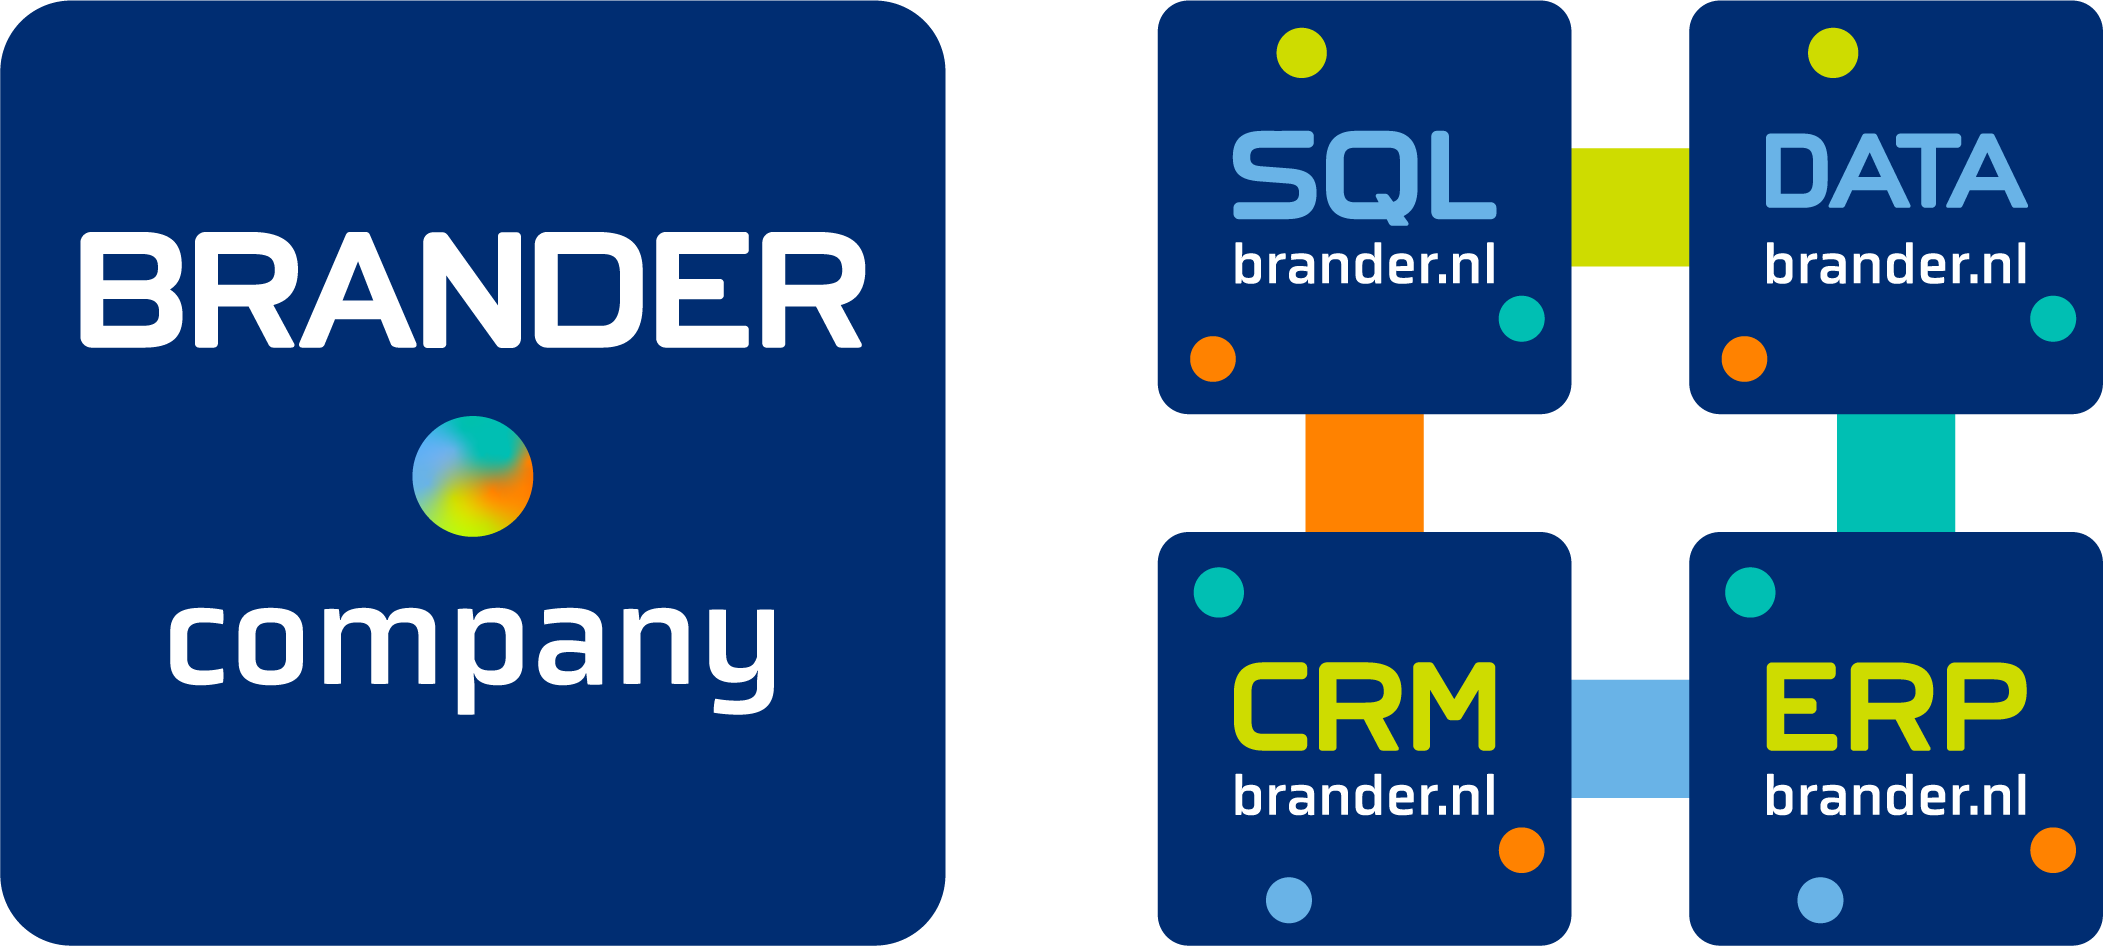 BRANDER
company
SQL
brander.nl
DATA
brander.nl
CRM
brander.nl
ERP
brander.nl